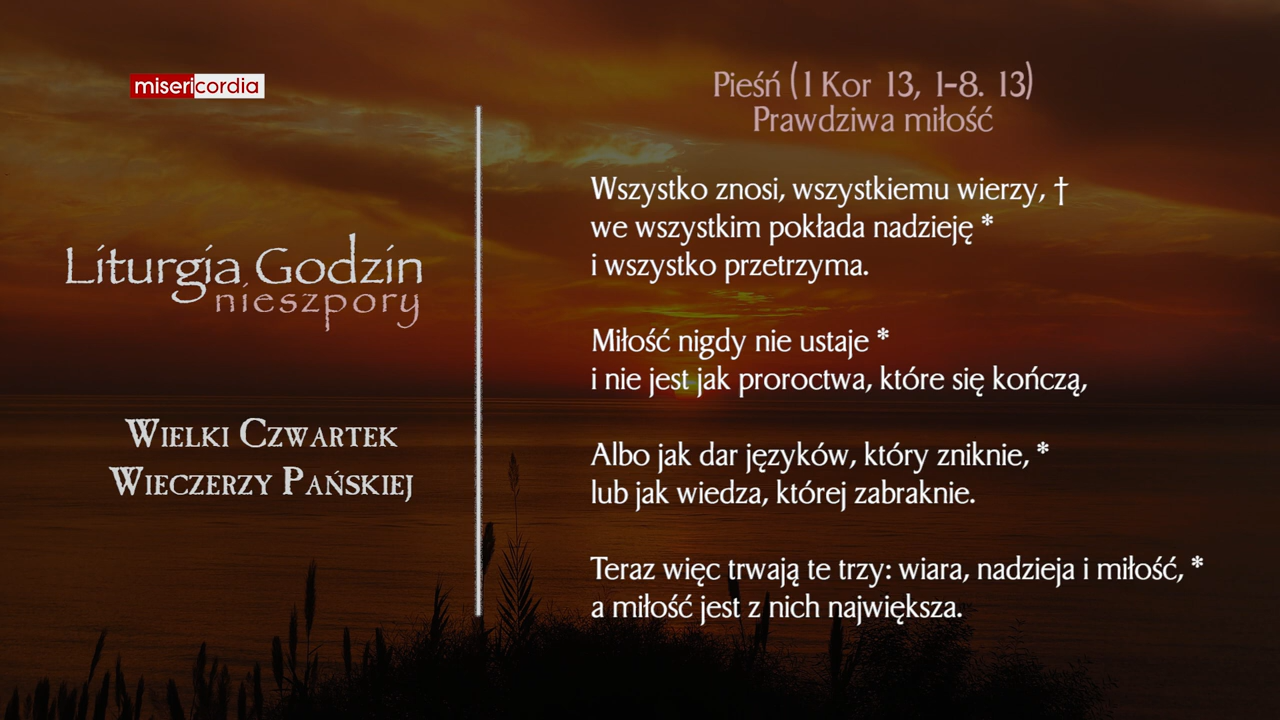 misericordia
Liturgia Godzin
nieszpory
Wielki Czwartek
Wieczerzy Pańskiej
Pieśń (1 Kor 13, 1-8. 13)
Prawdziwa miłość
Wszystko znosi, wszystkiemu wierzy, †
we wszystkim pokłada nadzieję *
i wszystko przetrzyma.
Miłość nigdy nie ustaje *
i nie jest jak proroctwa, które się kończą,
Albo jak dar języków, który zniknie, *
lub jak wiedza, której zabraknie.
Teraz więc trwają te trzy: wiara, nadzieja i miłość, *
a miłość jest z nich największa.